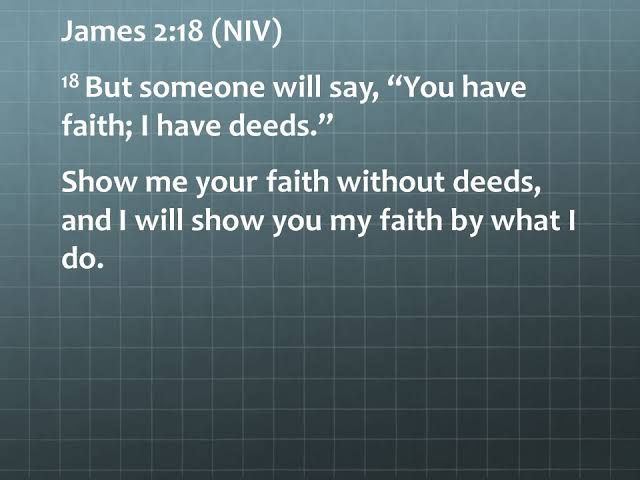 James 2:18 (NIV)
18 But someone will say, “You have
faith; I have deeds.”
Show me your faith without deeds,
and I will show you my faith by what I
do.